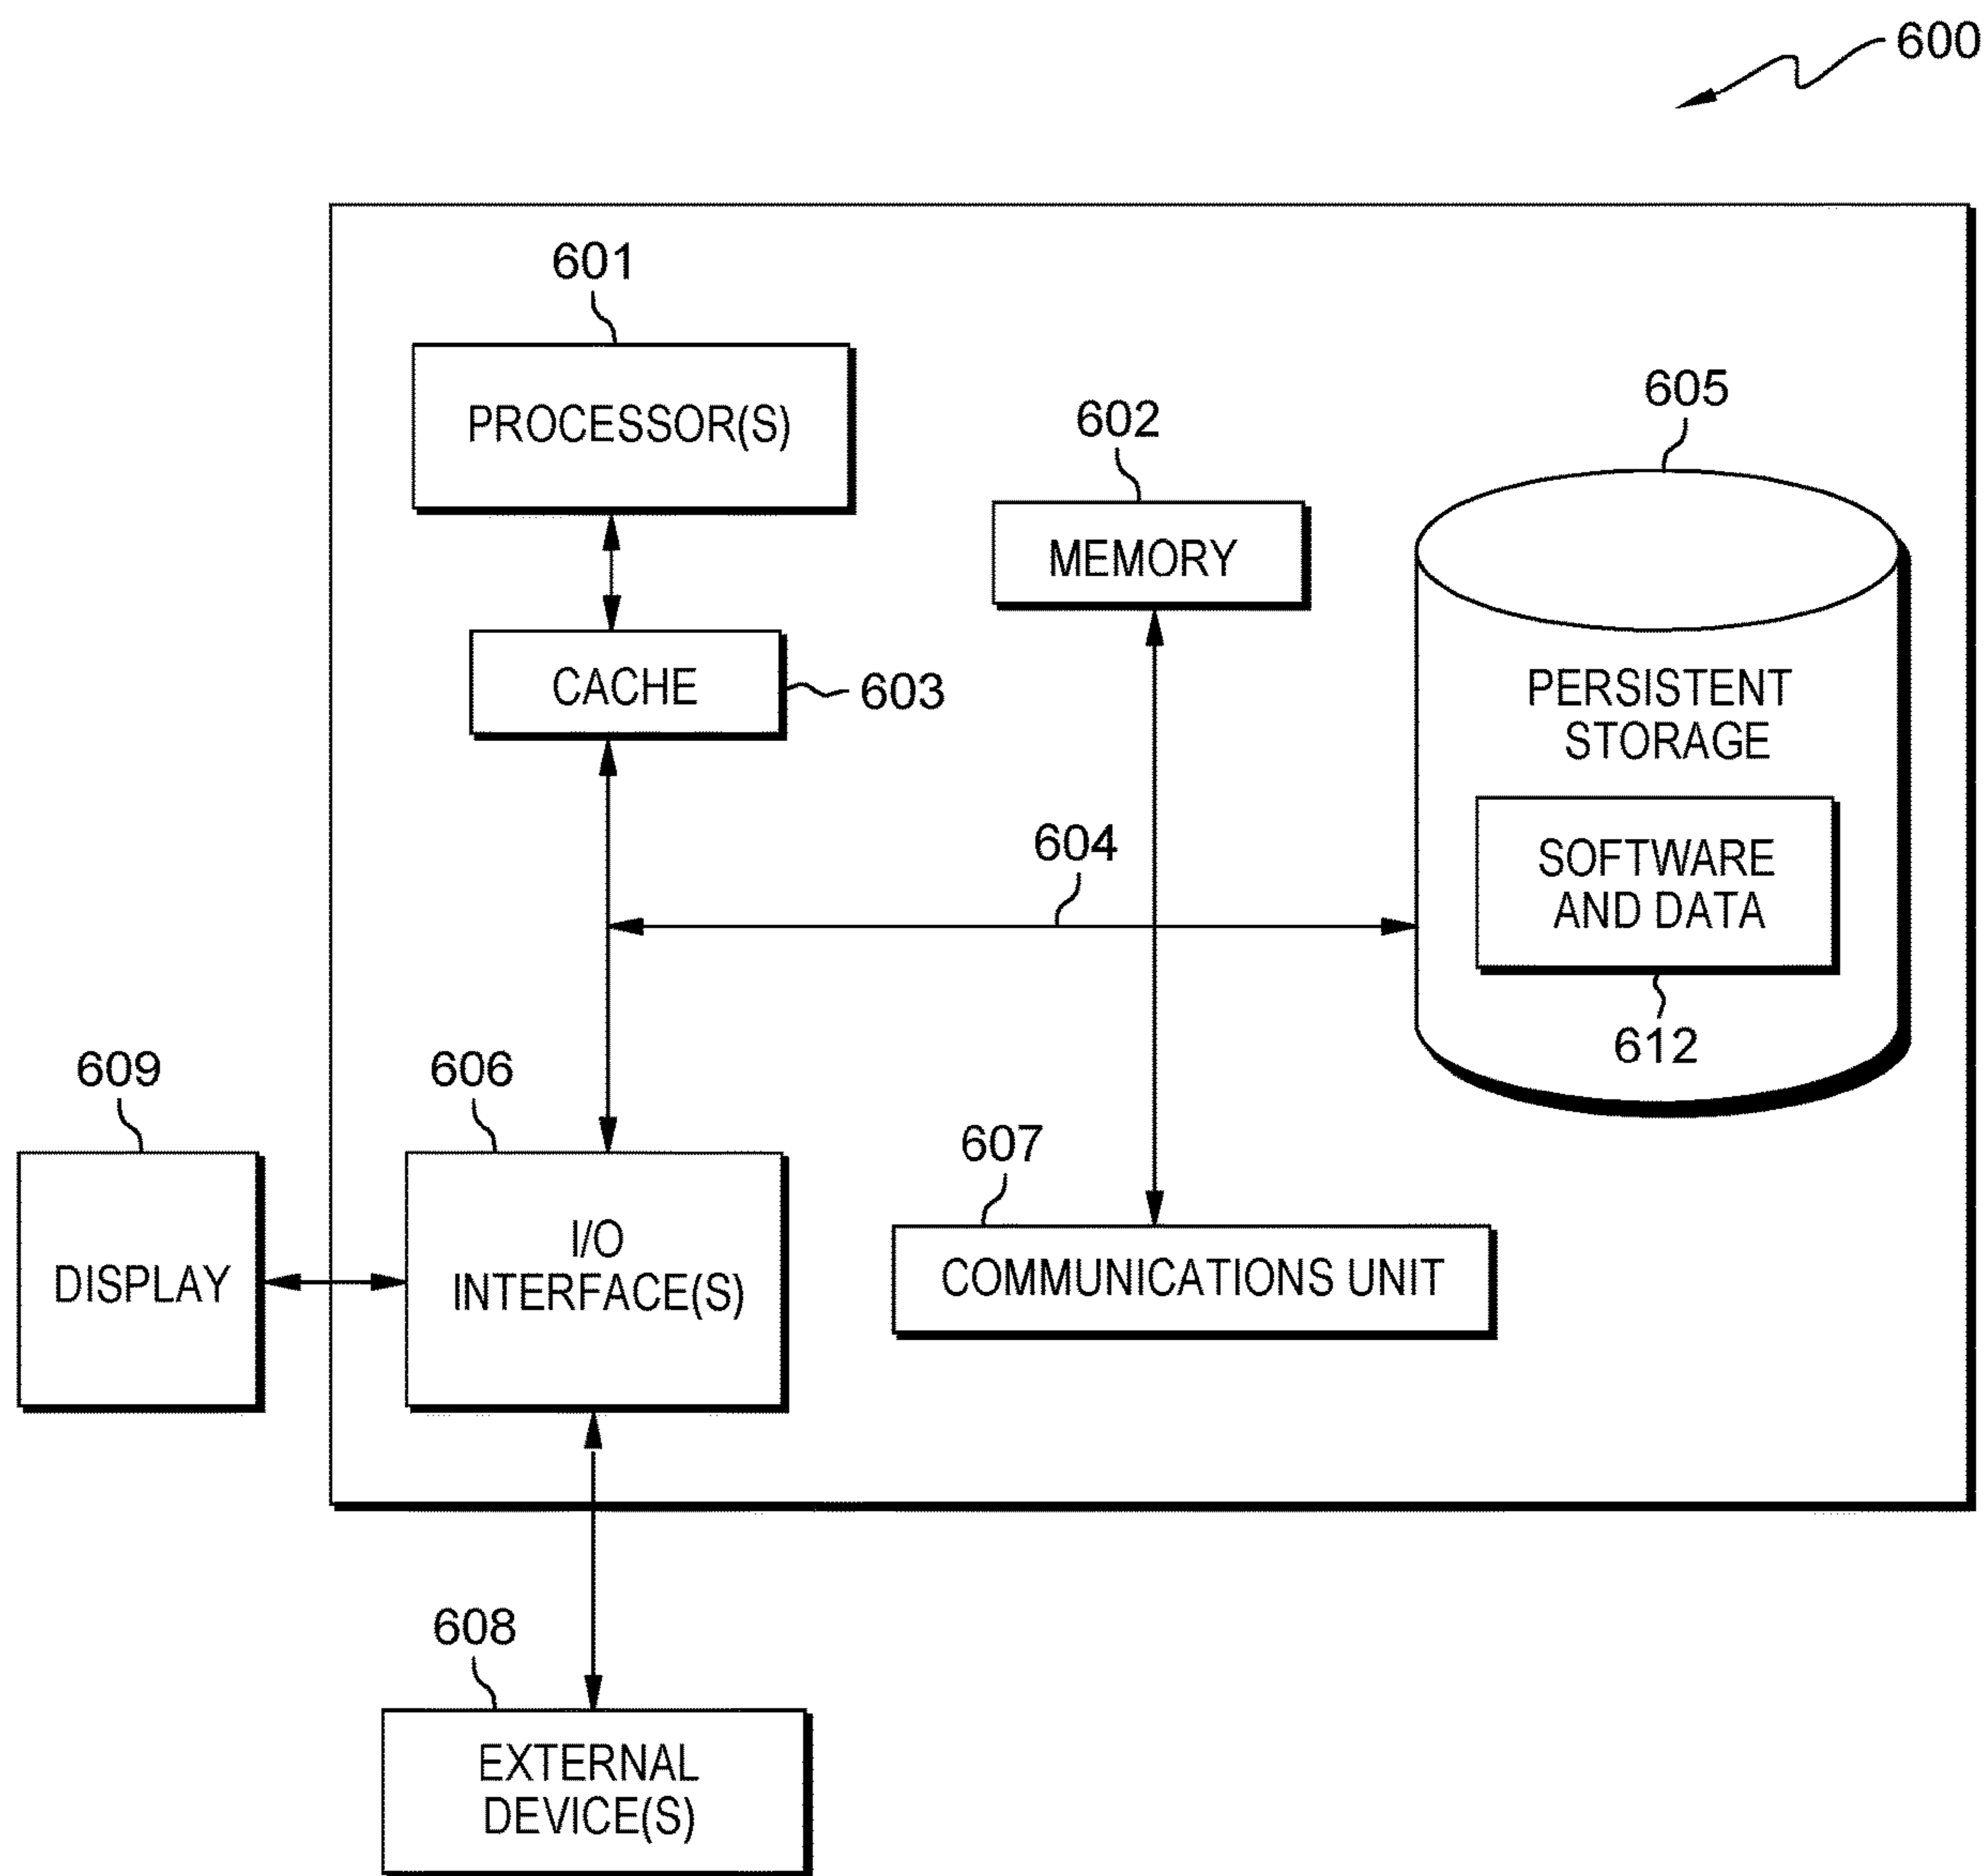 600
601
PROCESSOR(S)
602
MEMORY
605
PERSISTENT
STORAGE
CACHE
603
604
SOFTWARE
AND DATA
612
609
DISPLAY
606
I/O
INTERFACE(S)
607
COMMUNICATIONS UNIT
608
EXTERNAL
DEVICE(S)